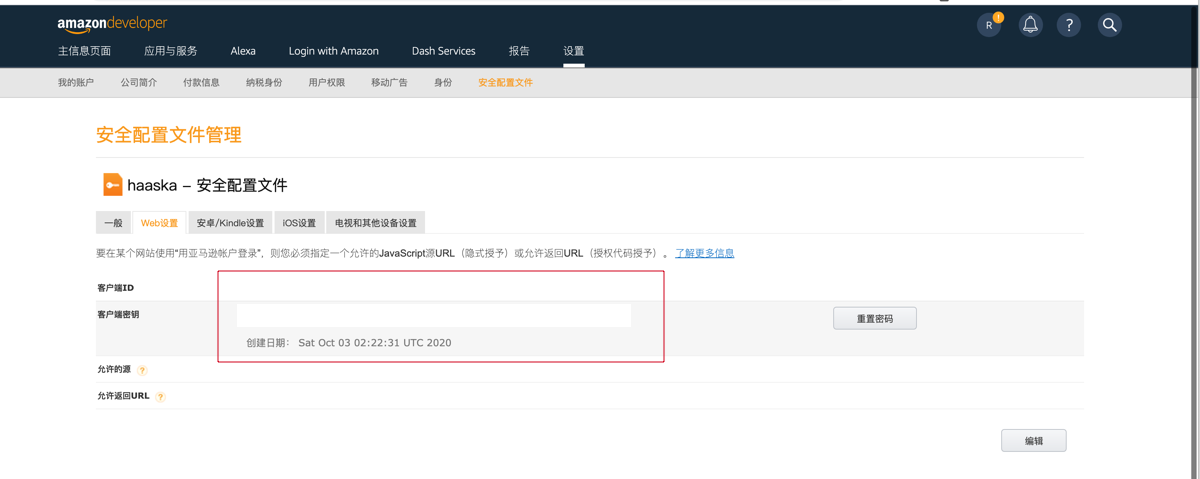 amazondeveloper
R
!
?
主信息页面 应用与服务 Alexa Login with Amazon Dash Services 报告 设置
我的账户 公司简介 付款信息 纳税身份 用户权限 移动广告 身份 安全配置文件
安全配置文件管理
haaska – 安全配置文件
一般 Web设置 安卓/Kindle设置 iOS设置 电视和其他设备设置
要在某个网站使用“用亚马逊帐户登录”，则您必须指定一个允许的JavaScript源URL（隐式授予）或允许返回URL（授权代码授予）。 了解更多信息
客户端ID
客户端密钥
重置密码
创建日期： Sat Oct 03 02:22:31 UTC 2020
允许的源 ?
允许返回URL ?
编辑